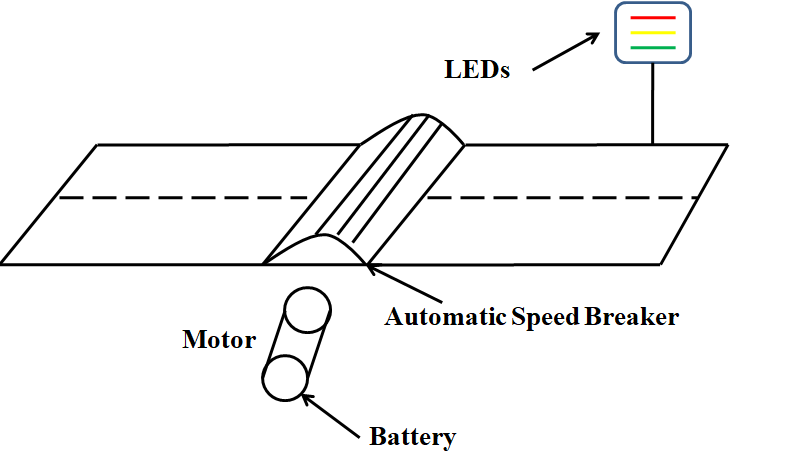 LEDs
Automatic Speed Breaker
Motor
Battery